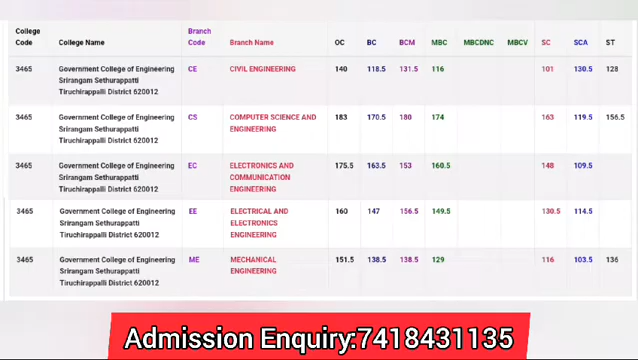 College Code College Name Branch Code Branch Name OC BC BCM MBC MBCDNC MBCV SC SCA ST
3465 Government College of Engineering Srirangam Sethurappatti Tiruchirappalli District 620012 CE CIVIL ENGINEERING 140 118.5 131.5 116 101 130.5 128
3465 Government College of Engineering Srirangam Sethurappatti Tiruchirappalli District 620012 CS COMPUTER SCIENCE AND ENGINEERING 183 170.5 180 174 163 119.5 156.5
3465 Government College of Engineering Srirangam Sethurappatti Tiruchirappalli District 620012 EC ELECTRONICS AND COMMUNICATION ENGINEERING 175.5 163.5 153 160.5 148 109.5
3465 Government College of Engineering Srirangam Sethurappatti Tiruchirappalli District 620012 EE ELECTRICAL AND ELECTRONICS ENGINEERING 160 147 156.5 149.5 130.5 114.5
3465 Government College of Engineering Srirangam Sethurappatti Tiruchirappalli District 620012 ME MECHANICAL ENGINEERING 151.5 138.5 138.5 129 116 103.5 136
Admission Enquiry:7418431135